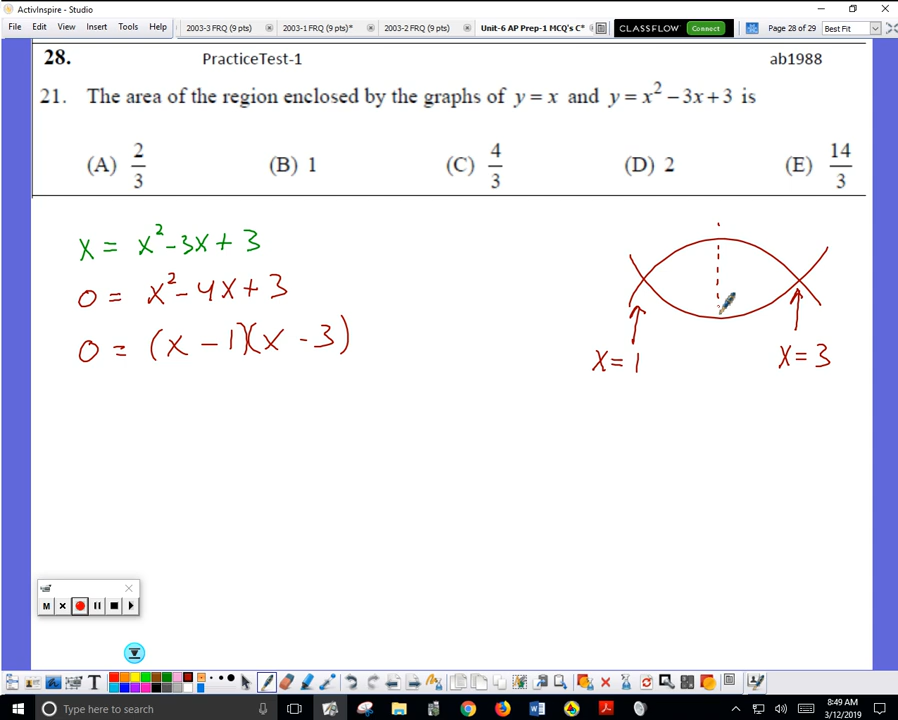 ActivInspire - Studio
File Edit View Insert Tools Help 2003-3 FRQ (9 pts) 2003-1 FRQ (9 pts)* 2003-2 FRQ (9 pts) Unit-6 AP Prep-1 MCQ's C* CLASSFLOW Connect Page 28 of 29 Best Fit
28. PracticeTest-1 ab1988
21. The area of the region enclosed by the graphs of y = x and y = x² − 3x + 3 is
(A) 2/3 (B) 1 (C) 4/3 (D) 2 (E) 14/3
x = x² - 3x + 3
0 = x² - 4x + 3
0 = (x - 1)(x - 3)
x = 1 x = 3
M
T
Type here to search
8:49 AM
3/12/2019